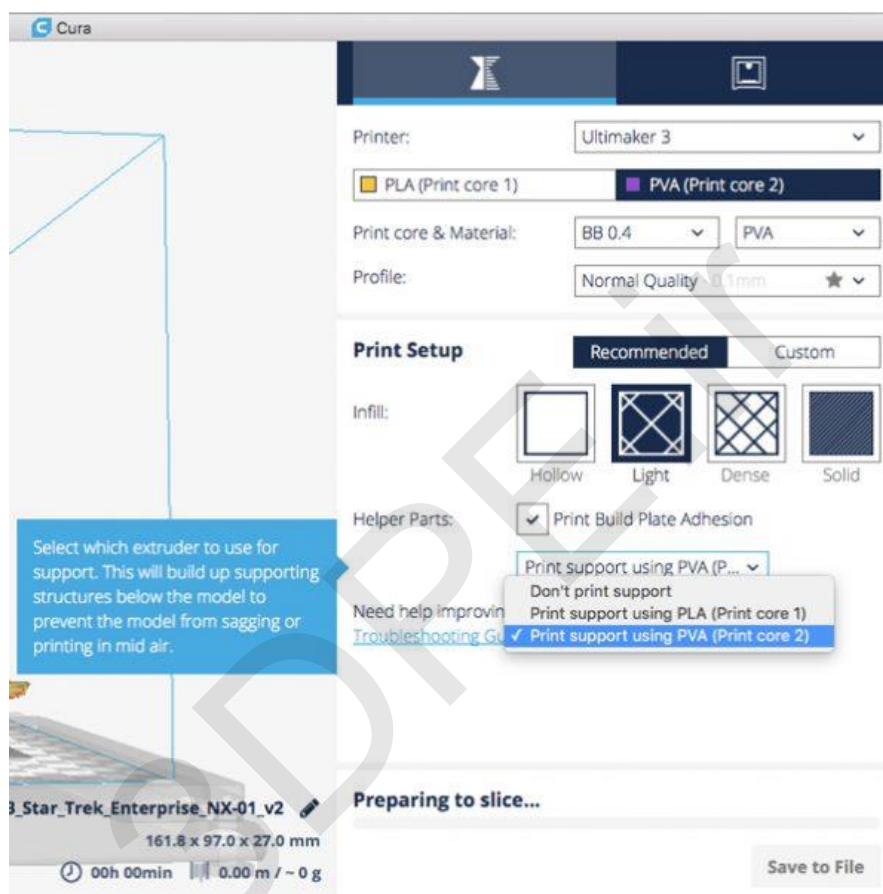 Cura
Printer:
Ultimaker 3
PLA (Print core 1)
PVA (Print core 2)
Print core & Material:
BB 0.4
PVA
Profile:
Normal Quality - 0.1mm
Print Setup
Recommended
Custom
Infill:
Hollow
Light
Dense
Solid
Helper Parts:
Print Build Plate Adhesion
Print support using PVA (P...
Don't print support
Print support using PLA (Print core 1)
Print support using PVA (Print core 2)
Select which extruder to use for
support. This will build up supporting
structures below the model to
prevent the model from sagging or
printing in mid air.
Need help improvin
Troubleshooting Gu
3_Star_Trek_Enterprise_NX-01_v2
161.8 x 97.0 x 27.0 mm
00h 00min
0.00 m / ~ 0 g
Preparing to slice...
Save to File
3DPE.ir